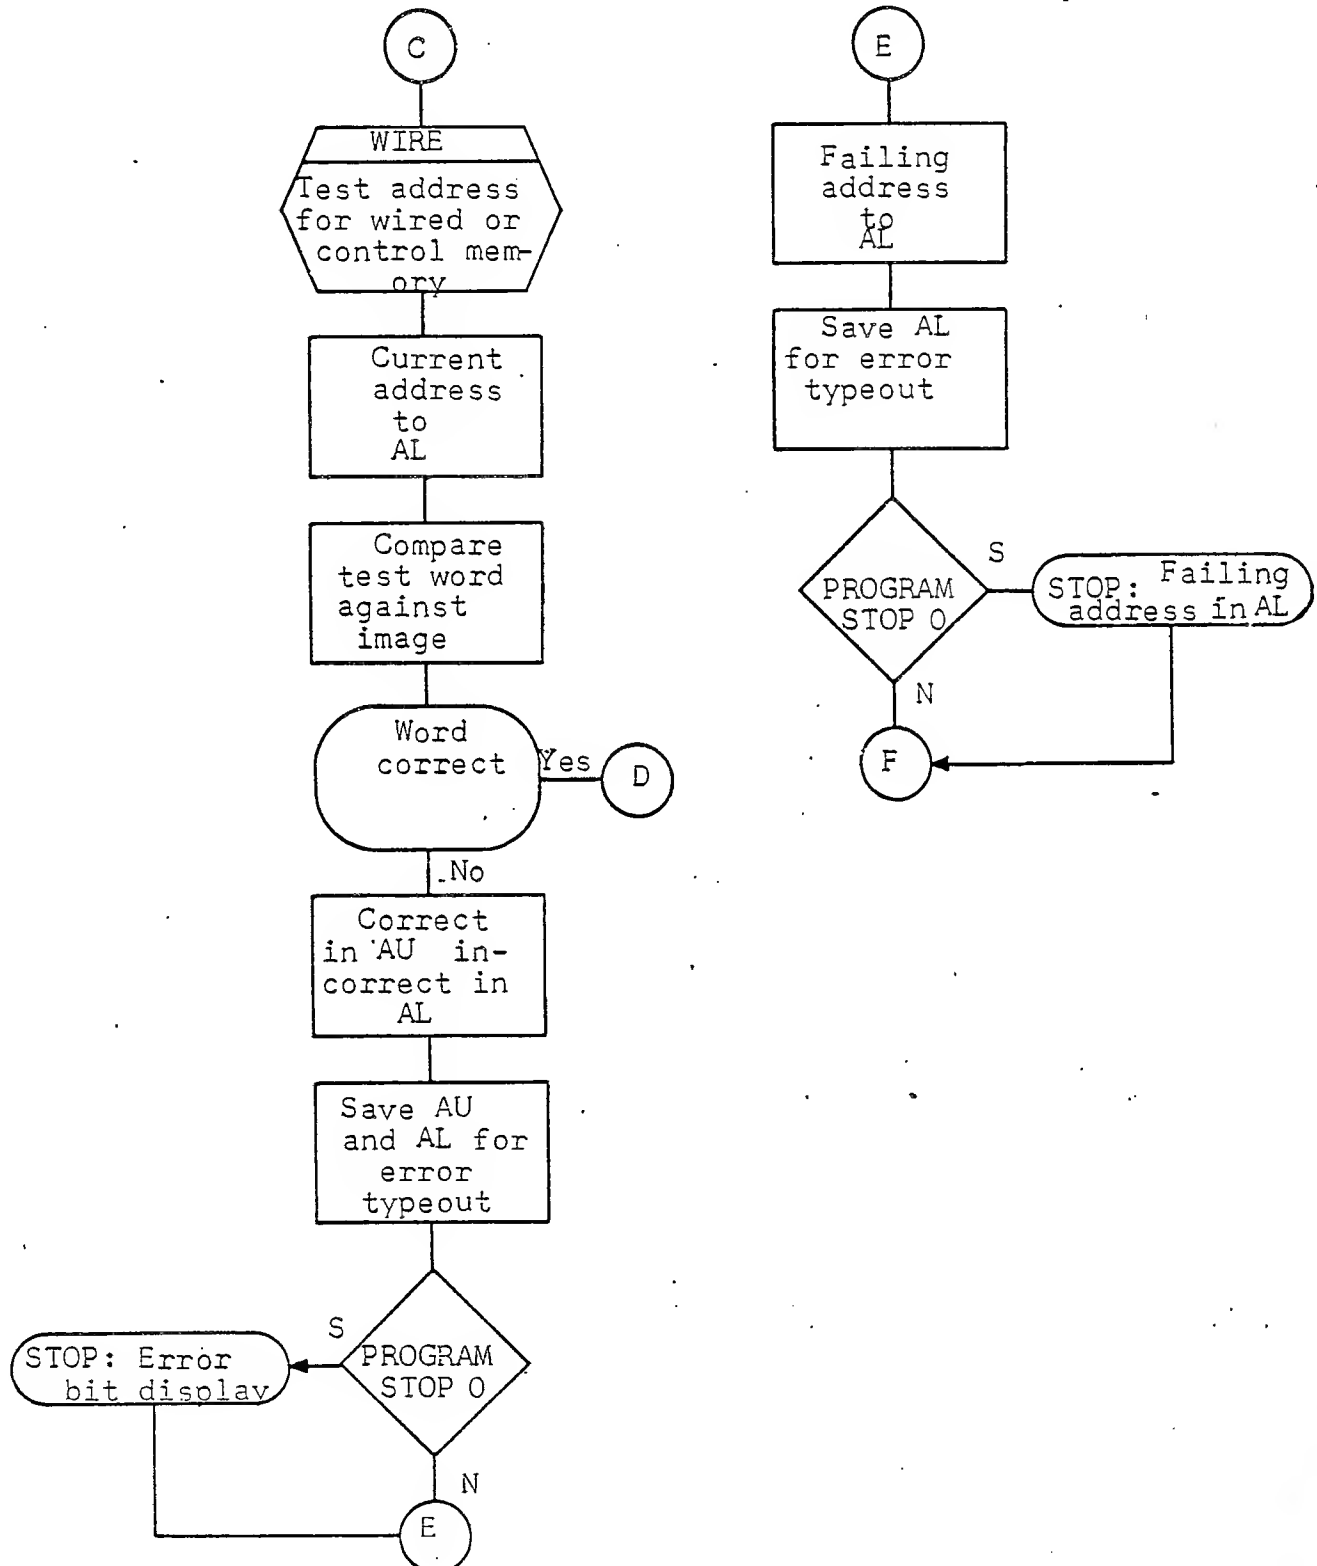 C
WIRE
Test address
for wired or
control mem-
ory
Current
address
to
AL
Compare
test word
against
image
Word
correct
Yes
D
No
Correct
in AU in-
correct in
AL
Save AU
and AL for
error
typeout
S
PROGRAM
STOP 0
STOP: Error
bit display
N
E
E
Failing
address
to
AL
Save AL
for error
typeout
S
PROGRAM
STOP 0
STOP: Failing
address in AL
N
F